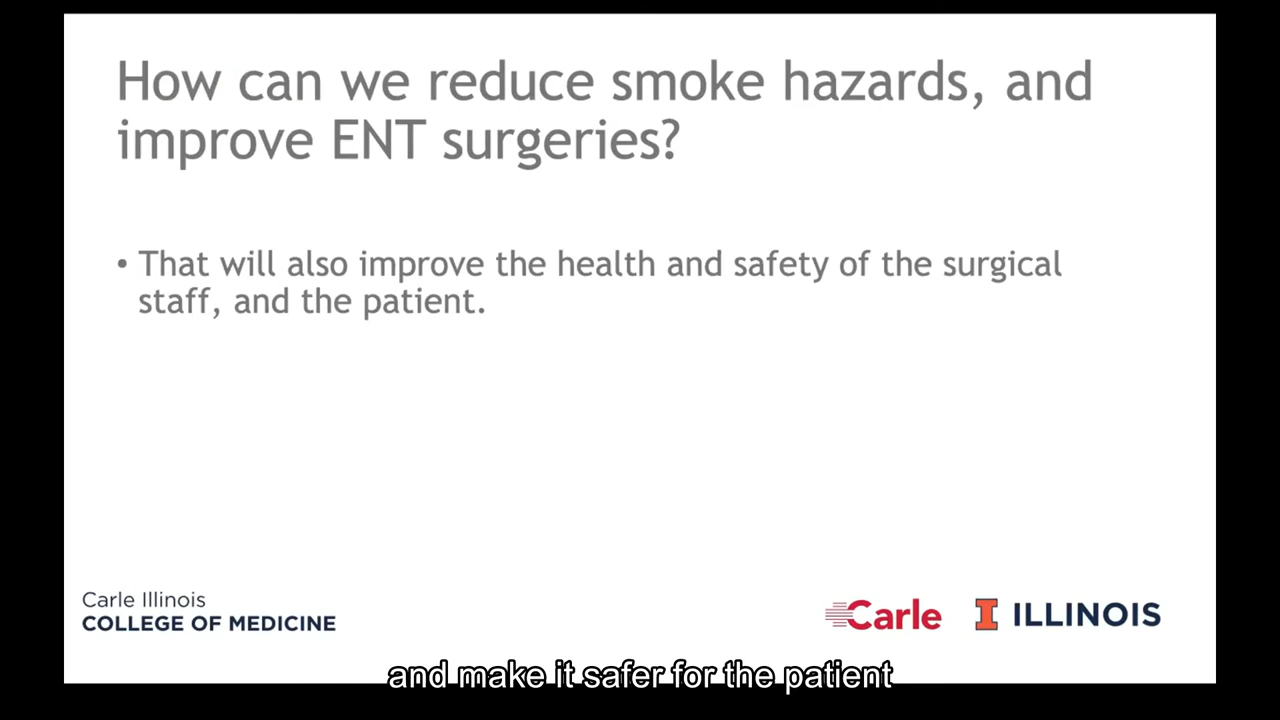 How can we reduce smoke hazards, and
improve ENT surgeries?
• That will also improve the health and safety of the surgical
staff, and the patient.
Carle Illinois
COLLEGE OF MEDICINE
Carle
I ILLINOIS
and make it safer for the patient